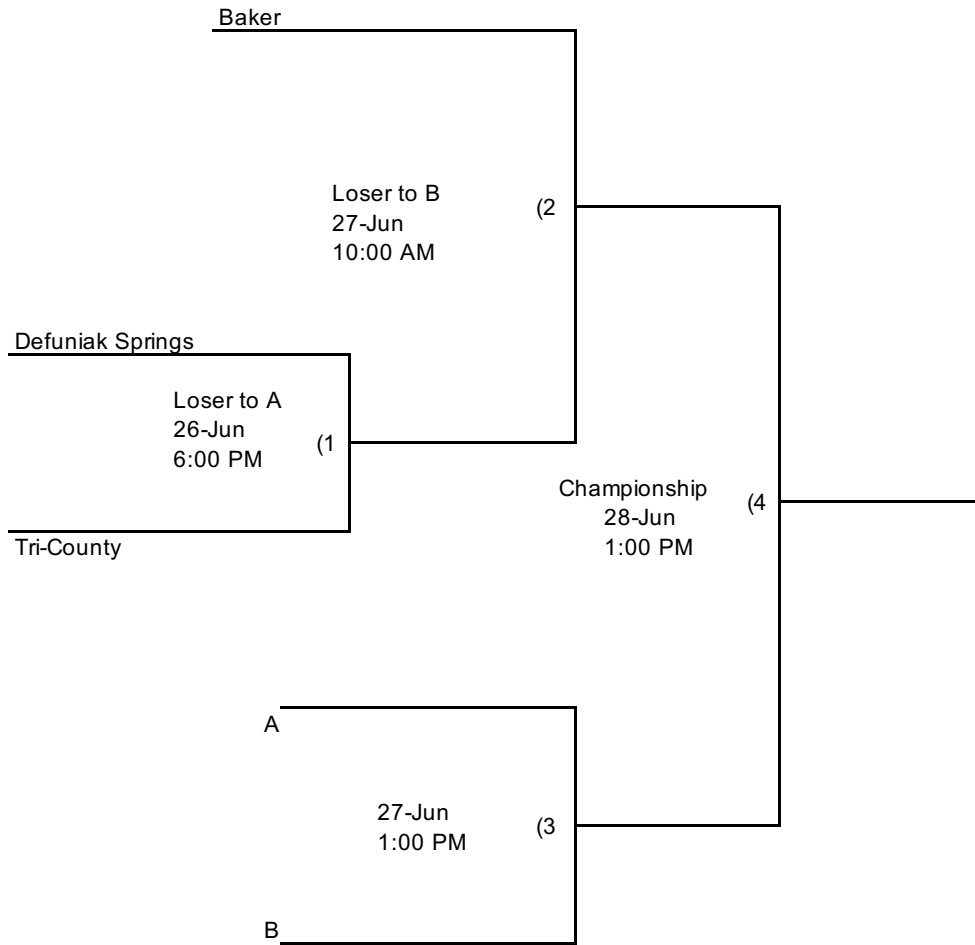 Baker
Loser to B
27-Jun
10:00 AM
(2
Defuniak Springs
Loser to A
26-Jun
6:00 PM
(1
Tri-County
Championship
28-Jun
1:00 PM
(4
A
27-Jun
1:00 PM
(3
B